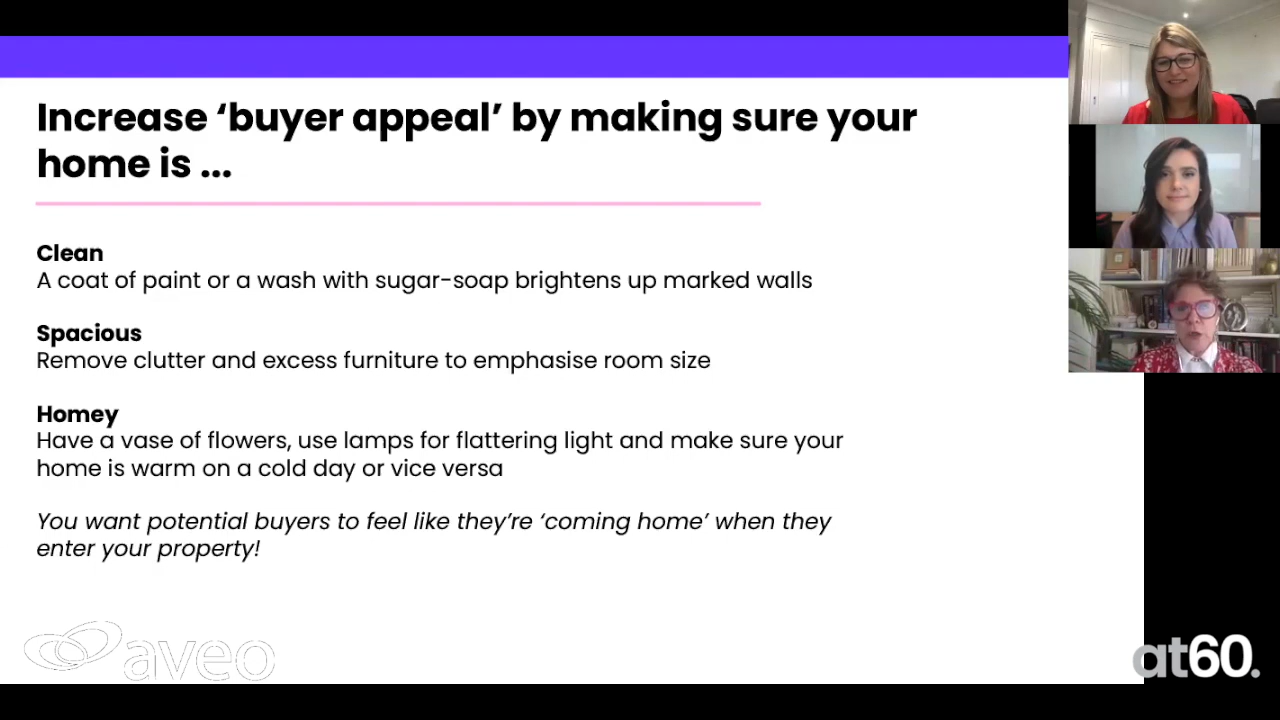 Increase ‘buyer appeal’ by making sure your
home is ...
Clean
A coat of paint or a wash with sugar-soap brightens up marked walls
Spacious
Remove clutter and excess furniture to emphasise room size
Homey
Have a vase of flowers, use lamps for flattering light and make sure your
home is warm on a cold day or vice versa
You want potential buyers to feel like they’re ‘coming home’ when they
enter your property!
aveo
at60.